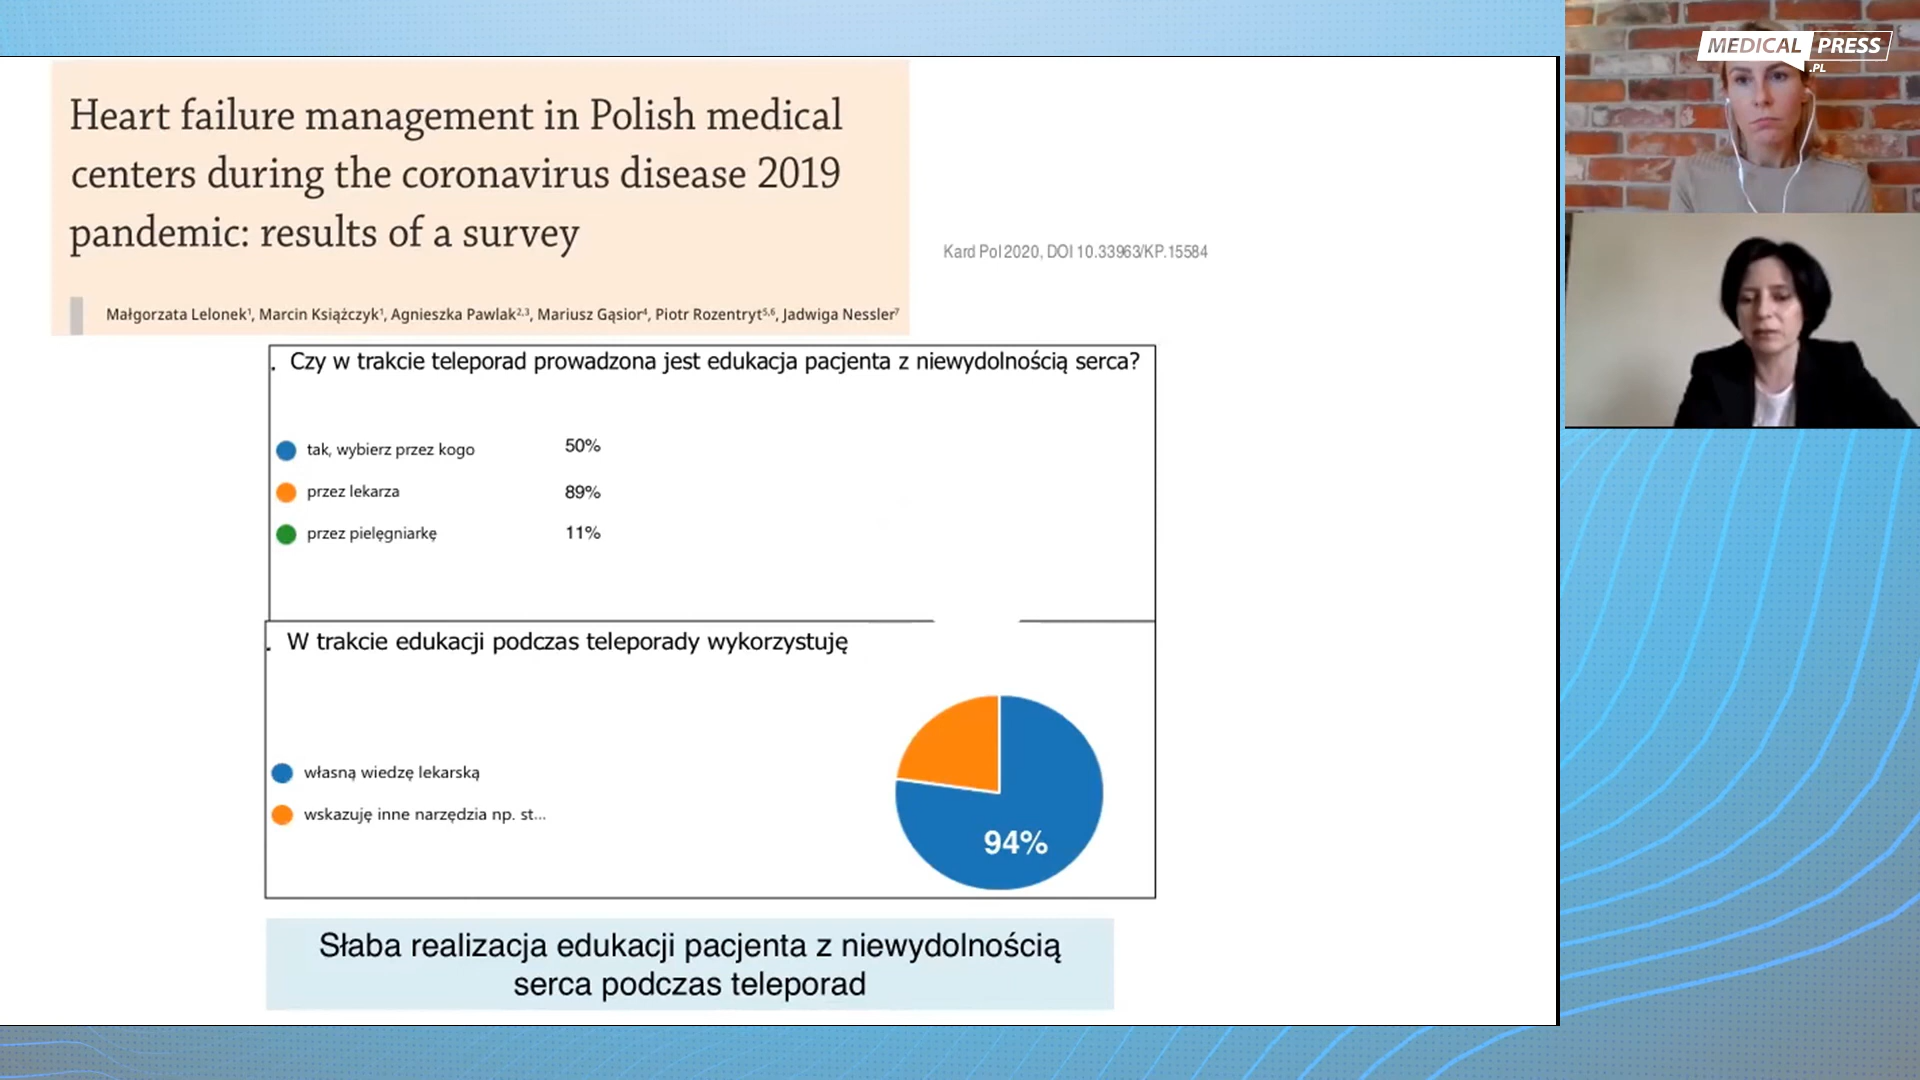 MEDICAL PRESS
.PL
Heart failure management in Polish medical
centers during the coronavirus disease 2019
pandemic: results of a survey
Kard Pol 2020, DOI 10.33963/KP.15584
Małgorzata Lelonek¹, Marcin Książczyk¹, Agnieszka Pawlak²,³, Mariusz Gąsior⁴, Piotr Rozentryt⁵,⁶, Jadwiga Nessler⁷
. Czy w trakcie teleporad prowadzona jest edukacja pacjenta z niewydolnością serca?
tak, wybierz przez kogo 50%
przez lekarza 89%
przez pielęgniarkę 11%
. W trakcie edukacji podczas teleporady wykorzystuję
własną wiedzę lekarską
wskazuję inne narzędzia np. st...
94%
Słaba realizacja edukacji pacjenta z niewydolnością
serca podczas teleporad